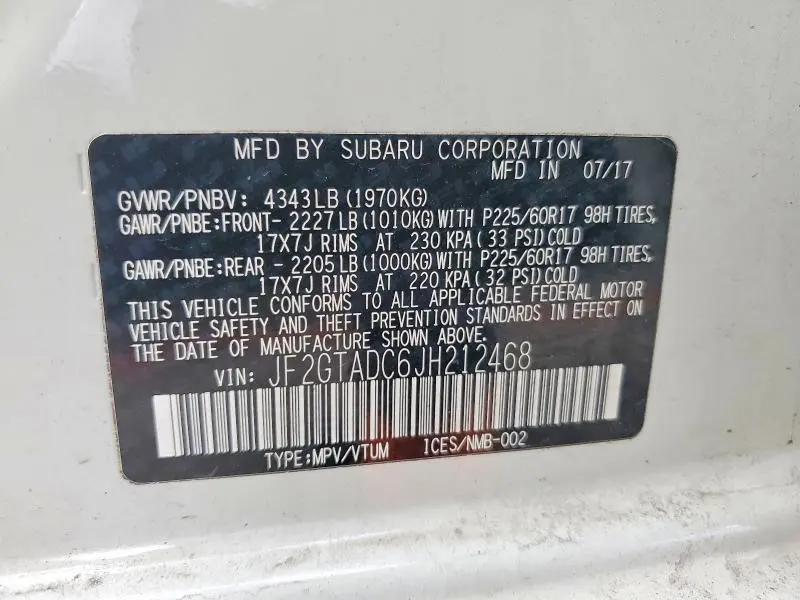 MFD BY SUBARU CORPORATION
MFD IN 07/17
GVWR/PNBV: 4343LB (1970KG)
GAWR/PNBE:FRONT- 2227LB (1010KG) WITH P225/60R17 98H TIRES,
17X7J RIMS AT 230 KPA (33 PSI) COLD
GAWR/PNBE:REAR - 2205LB (1000KG) WITH P225/60R17 98H TIRES,
17X7J RIMS AT 220 KPA (32 PSI) COLD
THIS VEHICLE CONFORMS TO ALL APPLICABLE FEDERAL MOTOR
VEHICLE SAFETY AND THEFT PREVENTION STANDARDS IN EFFECT ON
THE DATE OF MANUFACTURE SHOWN ABOVE.
VIN: JF2GTADC6JH212468
TYPE;MPV/VTUM ICES/NMB-002